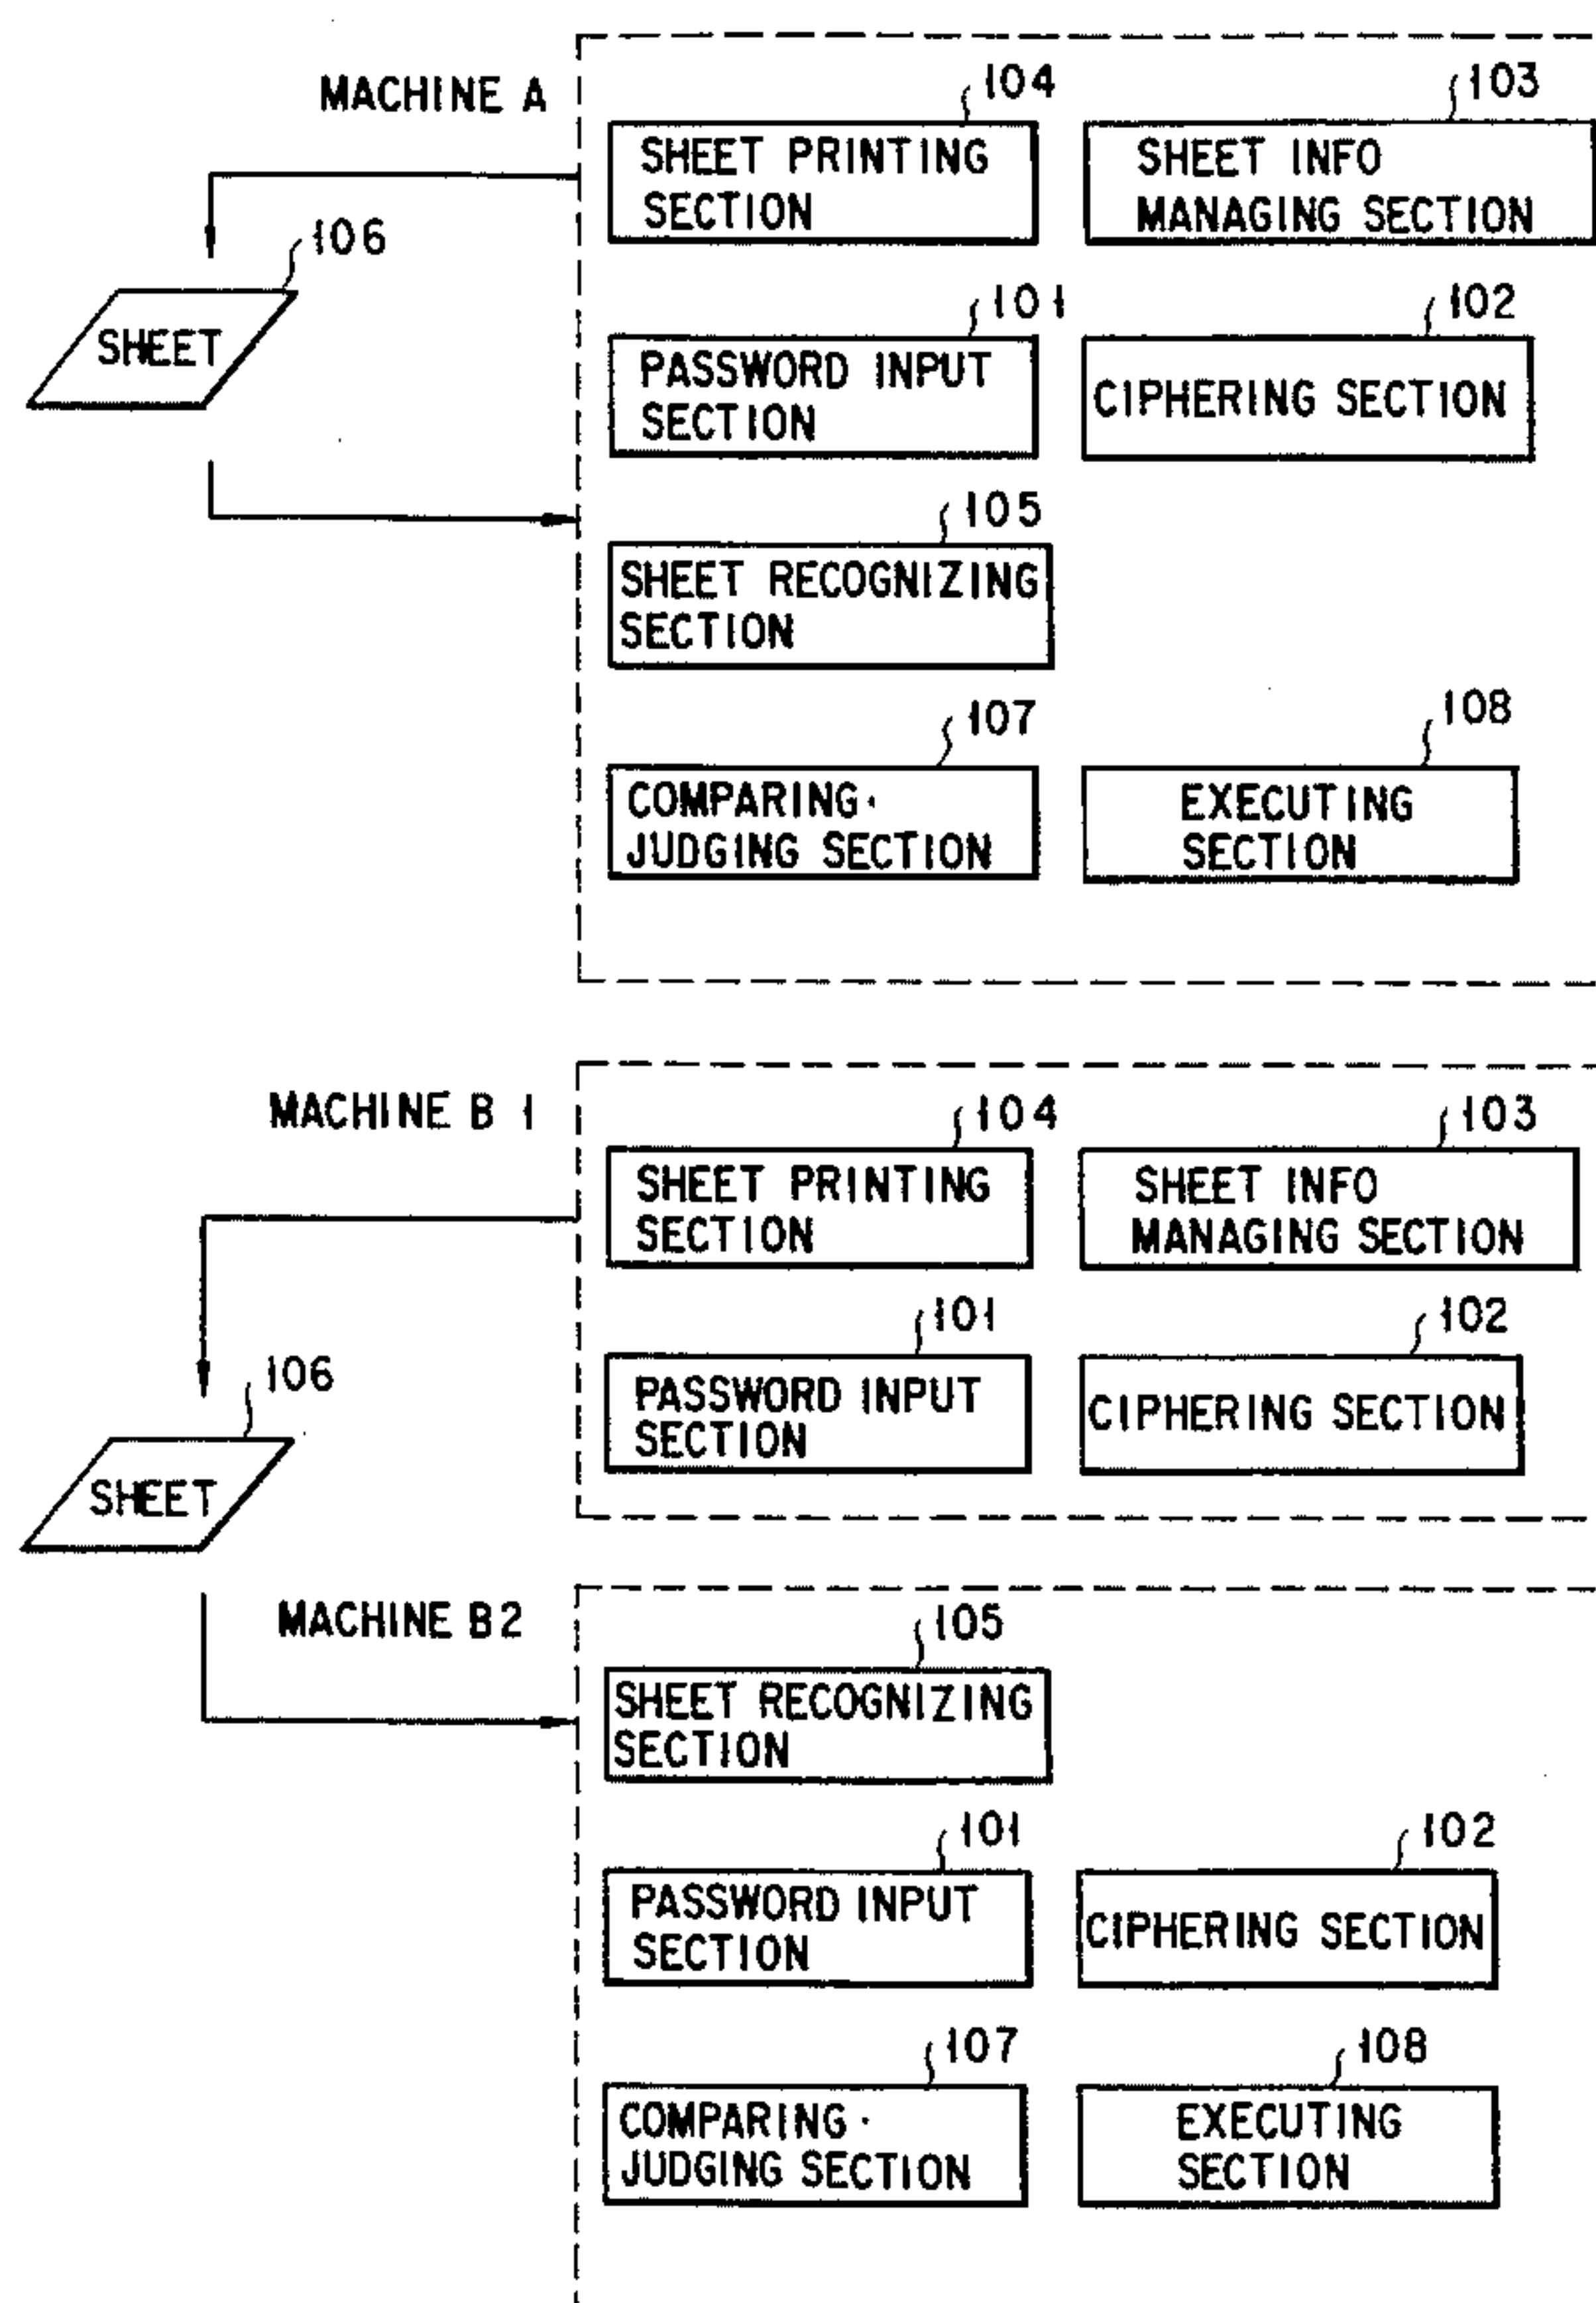 MACHINE A
104
103
SHEET PRINTING
SECTION
SHEET INFO
MANAGING SECTION
106
SHEET
101
102
PASSWORD INPUT
SECTION
CIPHERING SECTION
105
SHEET RECOGNIZING
SECTION
107
108
COMPARING·
JUDGING SECTION
EXECUTING
SECTION
MACHINE B 1
104
103
SHEET PRINTING
SECTION
SHEET INFO
MANAGING SECTION
101
102
106
PASSWORD INPUT
SECTION
CIPHERING SECTION
SHEET
MACHINE B2
105
SHEET RECOGNIZING
SECTION
101
102
PASSWORD INPUT
SECTION
CIPHERING SECTION
107
108
COMPARING·
JUDGING SECTION
EXECUTING
SECTION